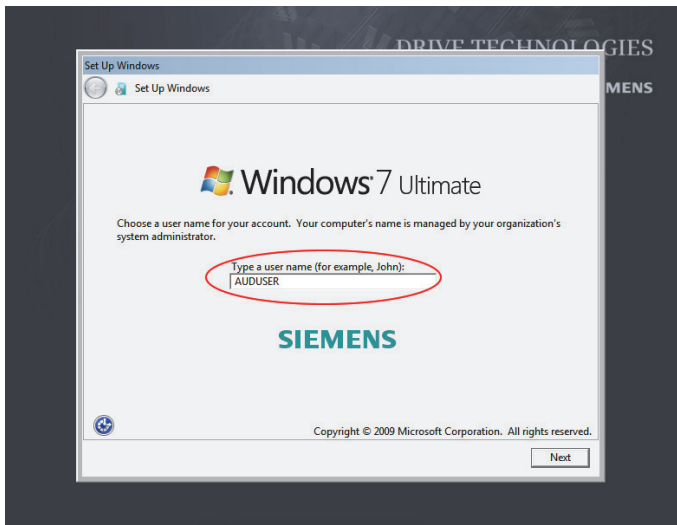 DRIVE TECHNOLOGIES
Set Up Windows
Set Up Windows
MENS
Windows 7 Ultimate
Choose a user name for your account. Your computer's name is managed by your organization's
system administrator.
Type a user name (for example, John):
AUDUSER
SIEMENS
Copyright © 2009 Microsoft Corporation. All rights reserved.
Next